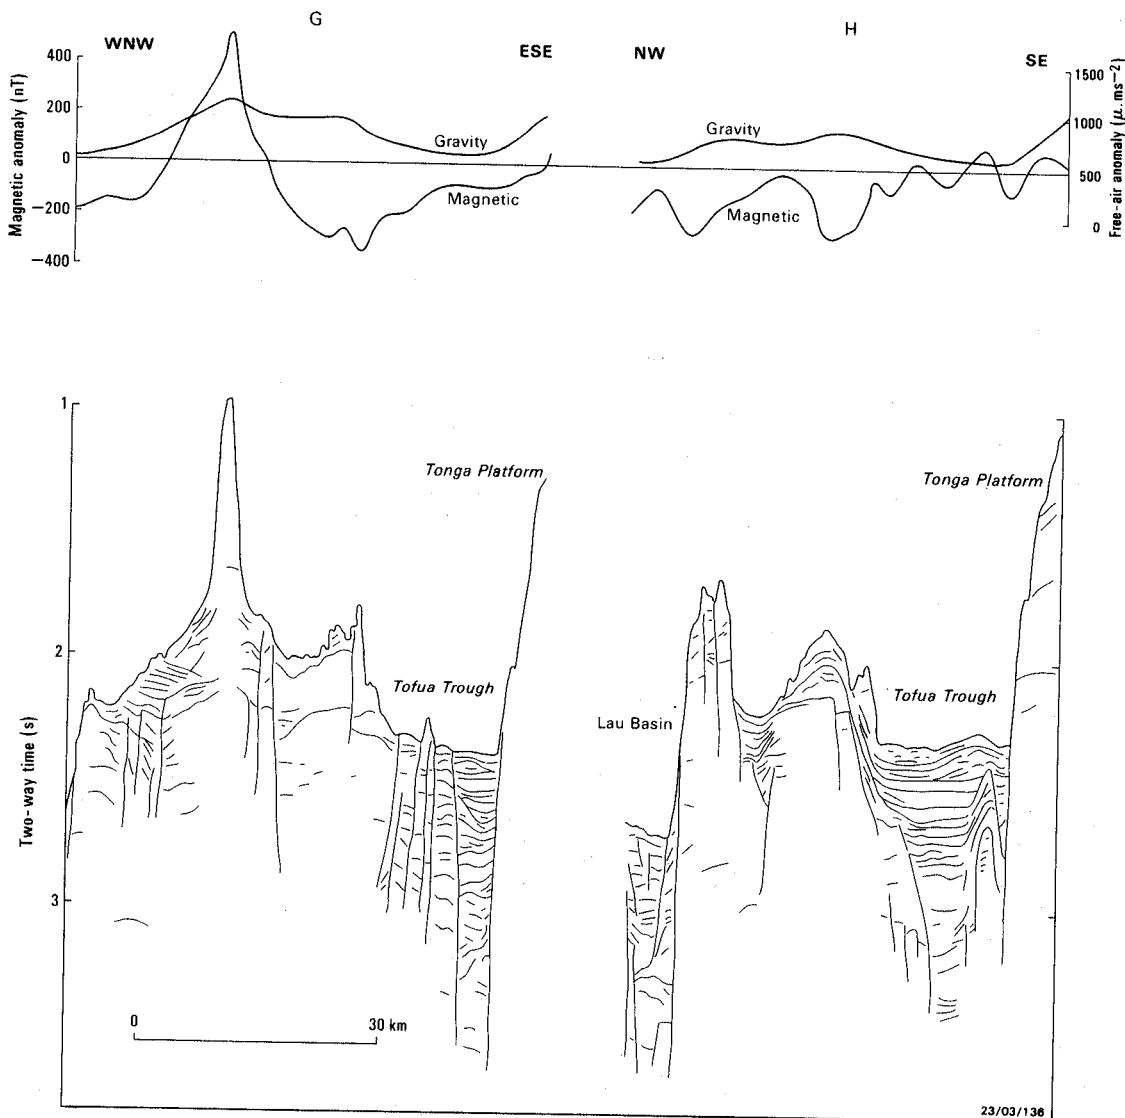 G
H
WNW
ESE
NW
SE
Magnetic anomaly (nT)
400
200
0
−200
−400
Gravity
Magnetic
Gravity
Magnetic
1500
1000
500
0
Free-air anomaly (μ.ms⁻²)
1
2
3
Two-way time (s)
Tonga Platform
Tofua Trough
Lau Basin
Tonga Platform
Tofua Trough
0
30 km
23/03/136